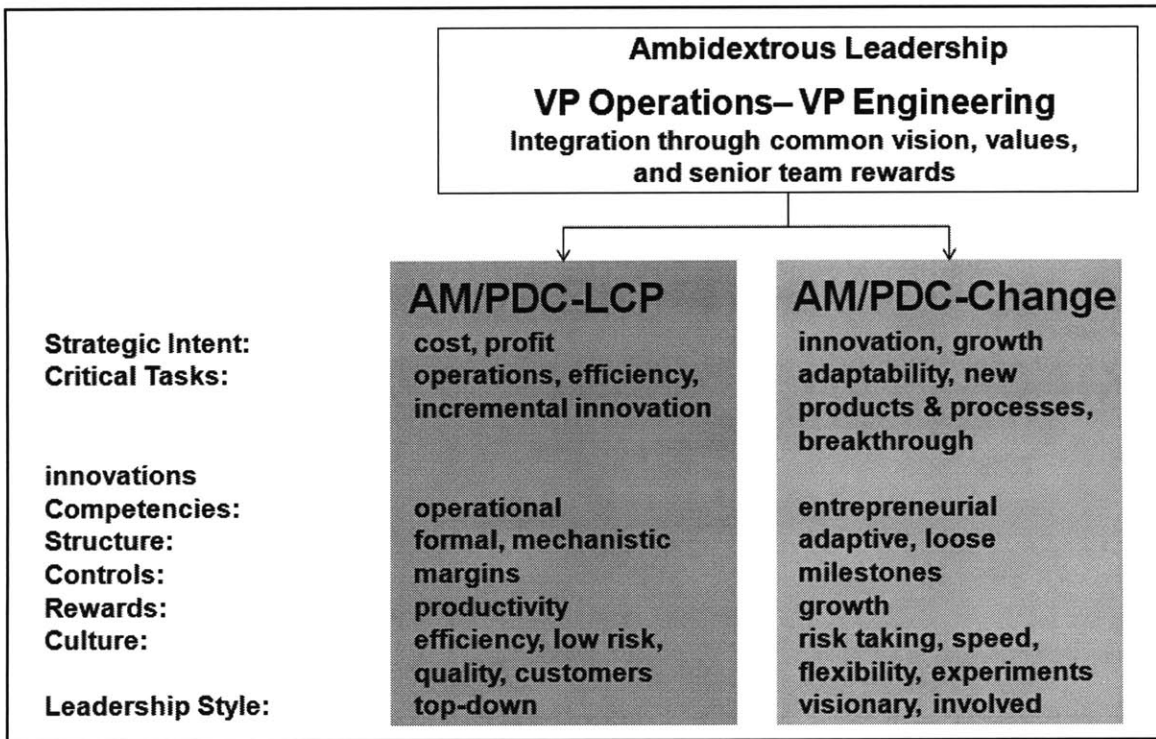 Ambidextrous Leadership
VP Operations– VP Engineering
Integration through common vision, values,
and senior team rewards
AM/PDC-LCP AM/PDC-Change
Strategic Intent: cost, profit innovation, growth
Critical Tasks: operations, efficiency, adaptability, new
incremental innovation products & processes,
breakthrough
innovations
Competencies: operational entrepreneurial
Structure: formal, mechanistic adaptive, loose
Controls: margins milestones
Rewards: productivity growth
Culture: efficiency, low risk, risk taking, speed,
quality, customers flexibility, experiments
Leadership Style: top-down visionary, involved